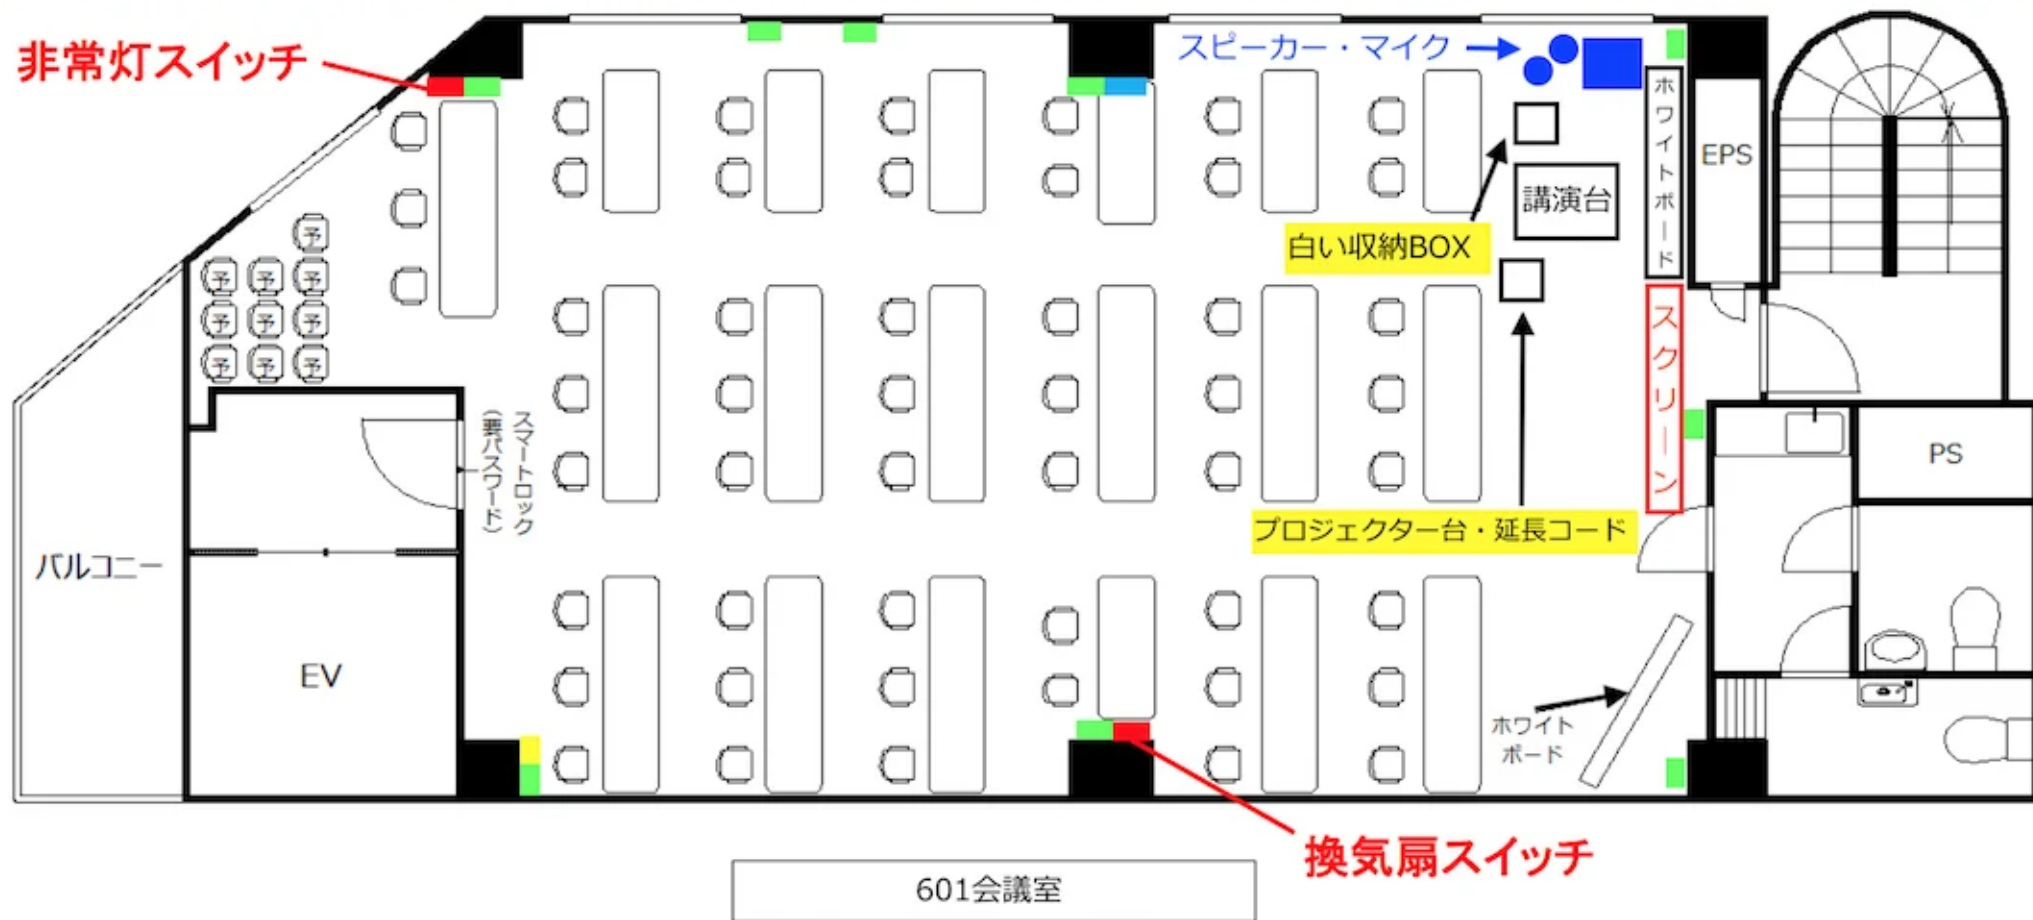 非常灯スイッチ
スピーカー・マイク
ホワイトボード
EPS
講演台
白い収納BOX
予
予
予
予
予
予
予
予
予
予
スクリーン
スマートロック
（要パスワード）
PS
プロジェクター台・延長コード
バルコニー
EV
ホワイト
ボード
換気扇スイッチ
601会議室